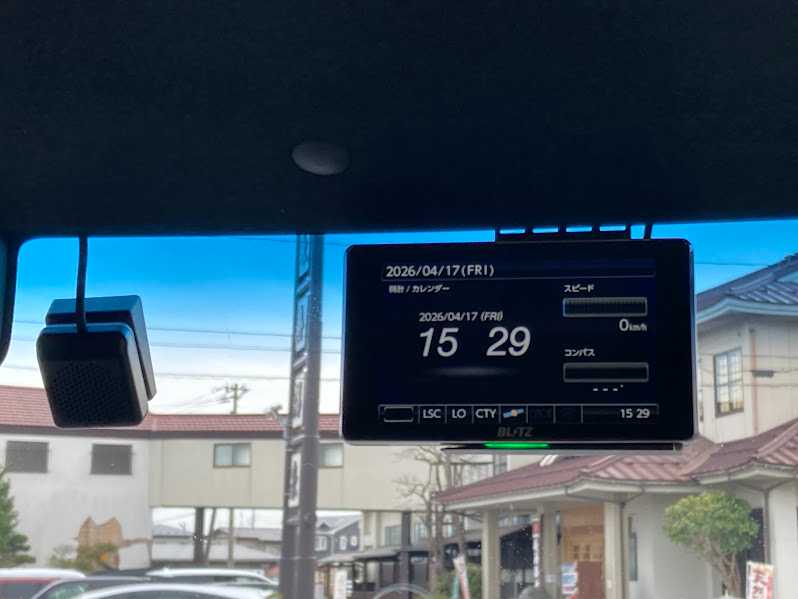 2026/04/17(FRI)
時計 / カレンダー
スピード
2026/04/17 (FRI)
15 29
0km/h
コンパス
---°
LSC LO CTY 15 29
BLITZ